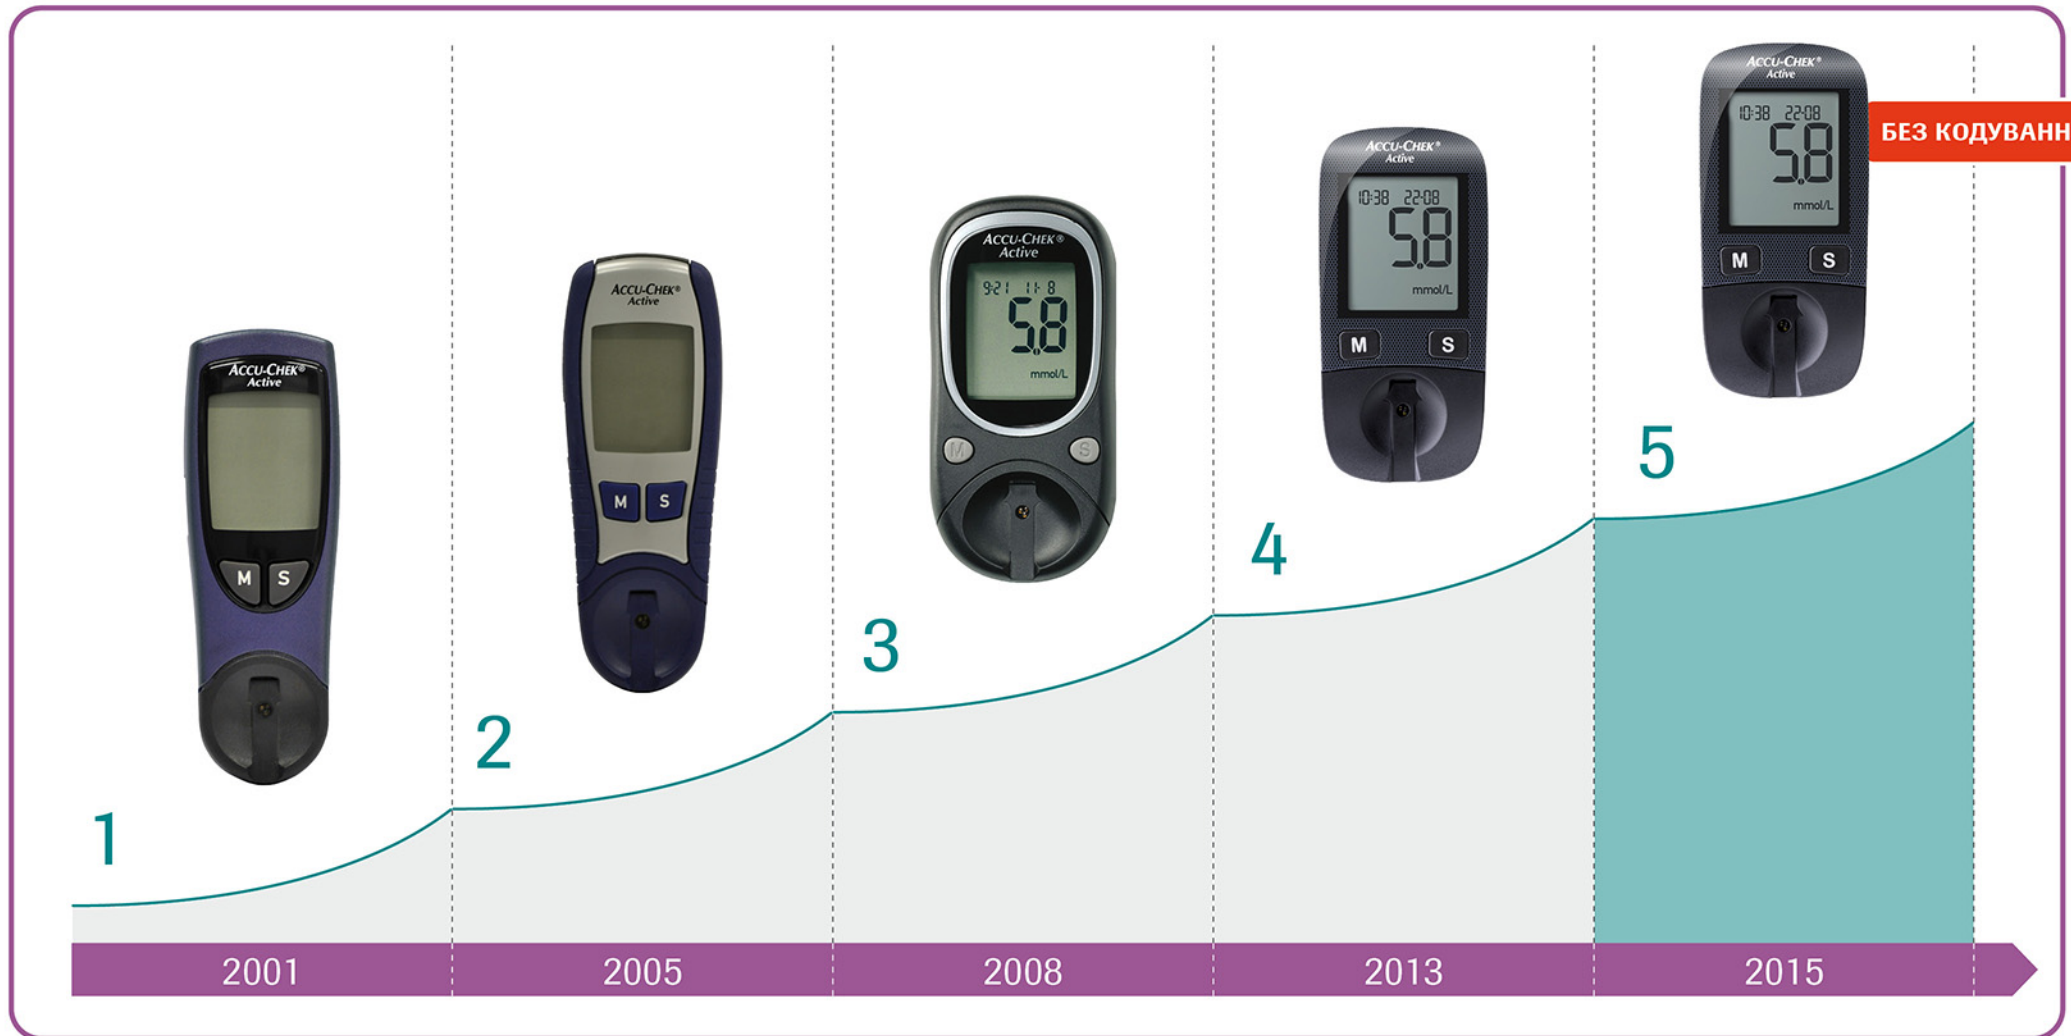 ACCU-CHEK®
Active
M S
1
ACCU-CHEK®
Active
M S
2
ACCU-CHEK®
Active
9:21 11-8
5.8
mmol/L
M S
3
ACCU-CHEK®
Active
10:38 22-08
5.8
mmol/L
M S
4
ACCU-CHEK®
Active
10:38 22-08
5.8
mmol/L
M S
БЕЗ КОДУВАНН
5
2001 2005 2008 2013 2015